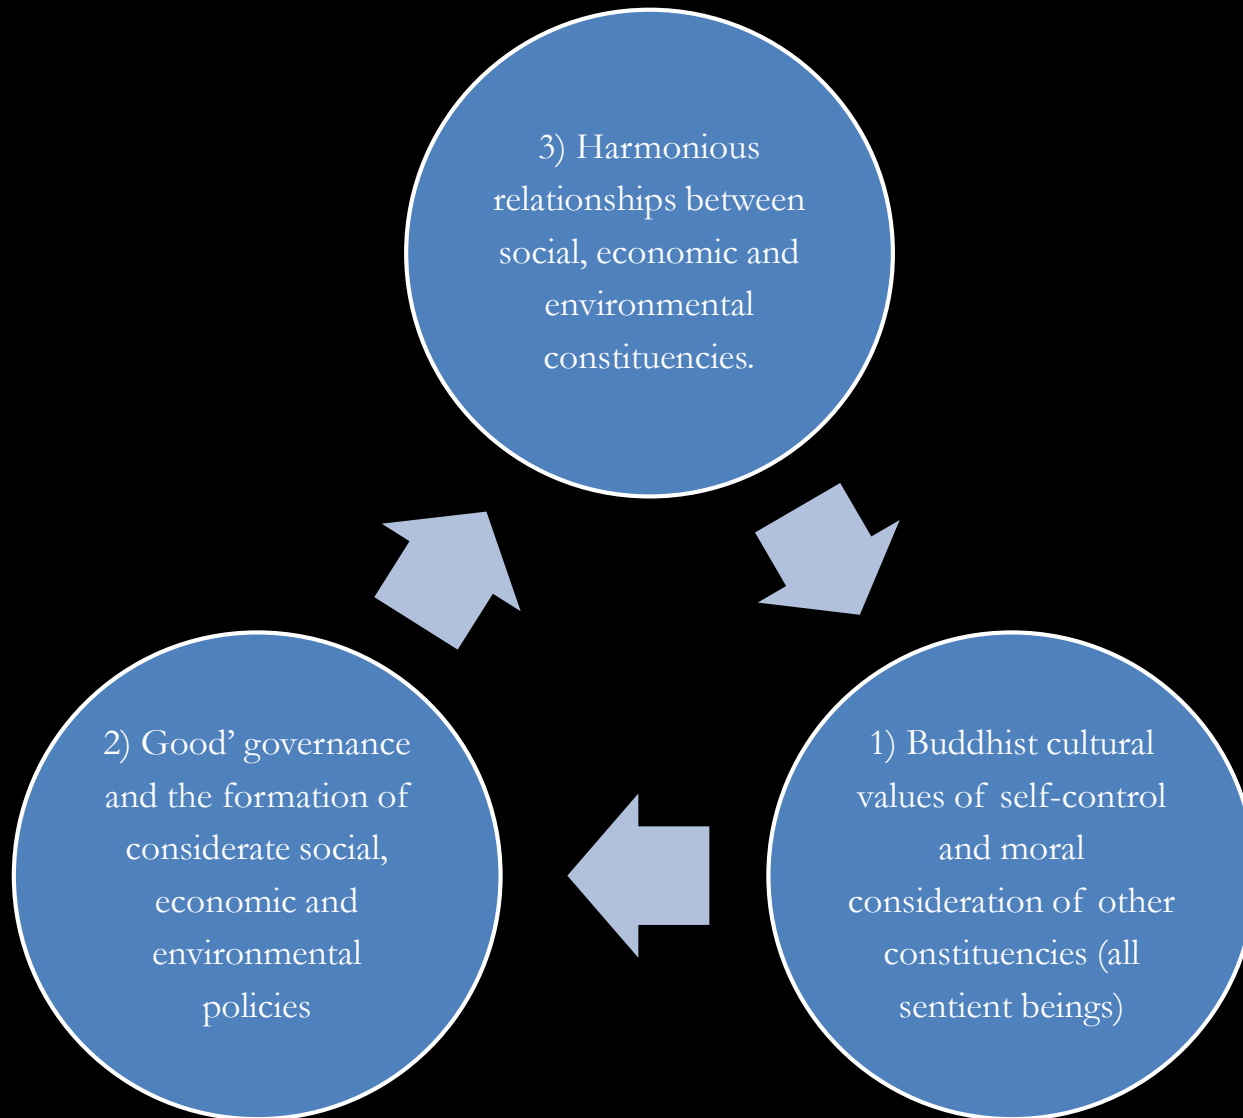 3) Harmonious
relationships between
social, economic and
environmental
constituencies.
2) Good’ governance
and the formation of
considerate social,
economic and
environmental
policies
1) Buddhist cultural
values of self-control
and moral
consideration of other
constituencies (all
sentient beings)